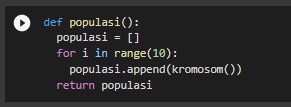 def populasi():
  populasi = []
  for i in range(10):
    populasi.append(kromosom())
  return populasi